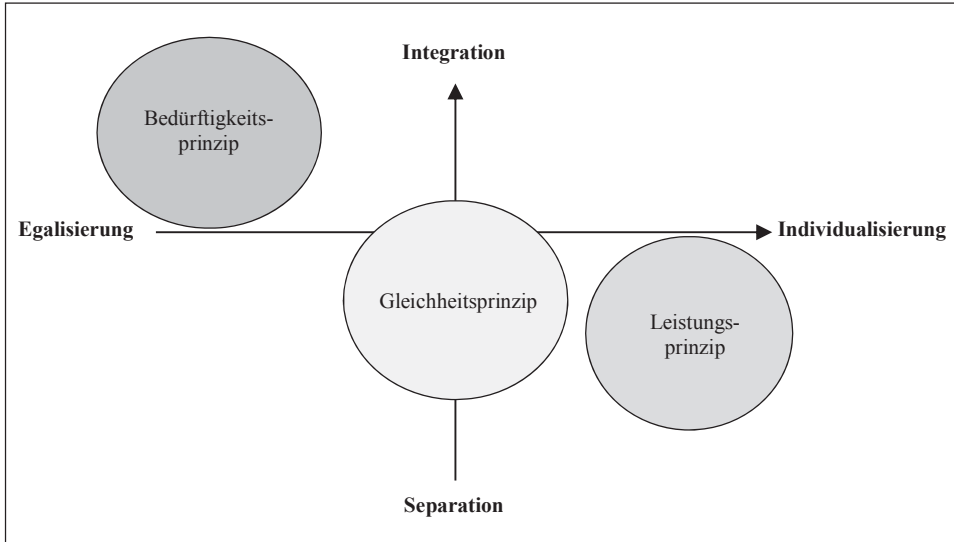 Integration
Bedürftigkeits-
prinzip
Egalisierung
Individualisierung
Gleichheitsprinzip
Leistungs-
prinzip
Separation